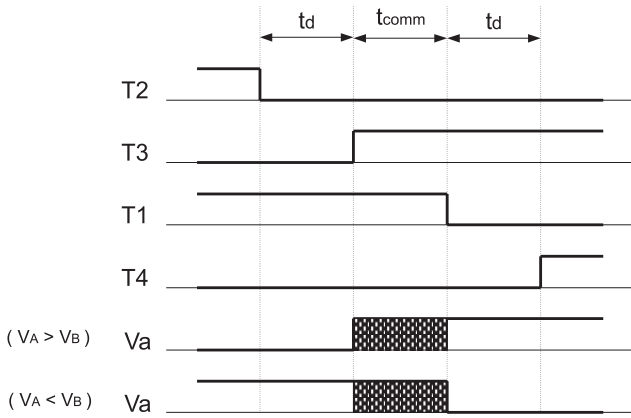 td tcomm td
T2
T3
T1
T4
( VA > VB ) Va
( VA < VB ) Va